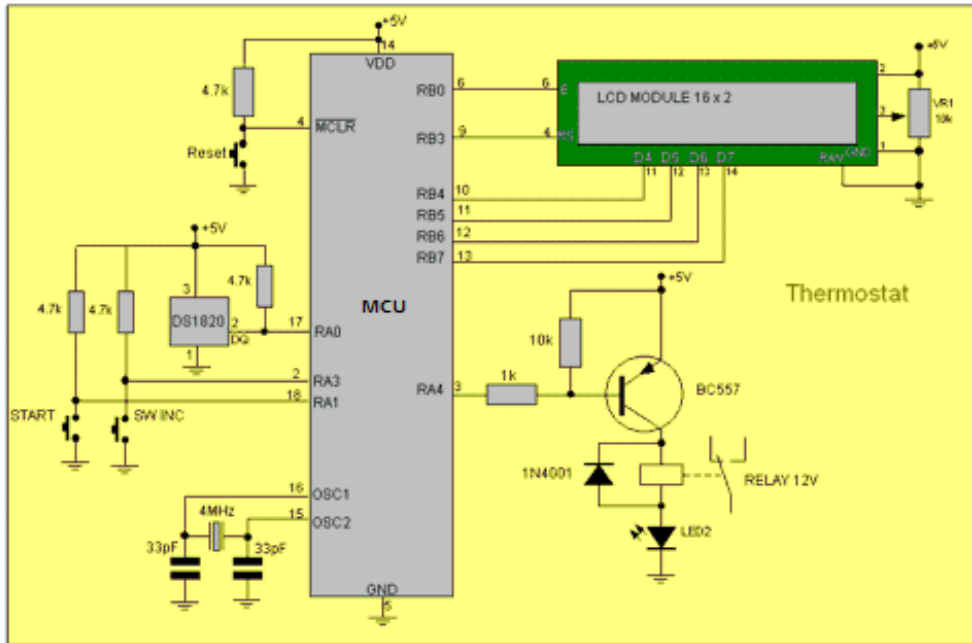 +5V
14
VDD
4.7k
4
MCLR
Reset
RB0
6
6
E
LCD MODULE 16 x 2
2
+5V
VR1
10k
3
RB3
9
4
RS
1
GND
RAW
D4 D5 D6 D7
11 12 13 14
RB4
10
RB5
11
RB6
12
RB7
13
+5V
4.7k
4.7k
3
DS1820
2
DQ
1
4.7k
17
RA0
MCU
+5V
Thermostat
10k
2
RA3
18
RA1
START
SW INC
RA4
3
1k
BC557
1N4001
RELAY 12V
LED2
16
OSC1
15
OSC2
4MHz
33pF
33pF
GND
5